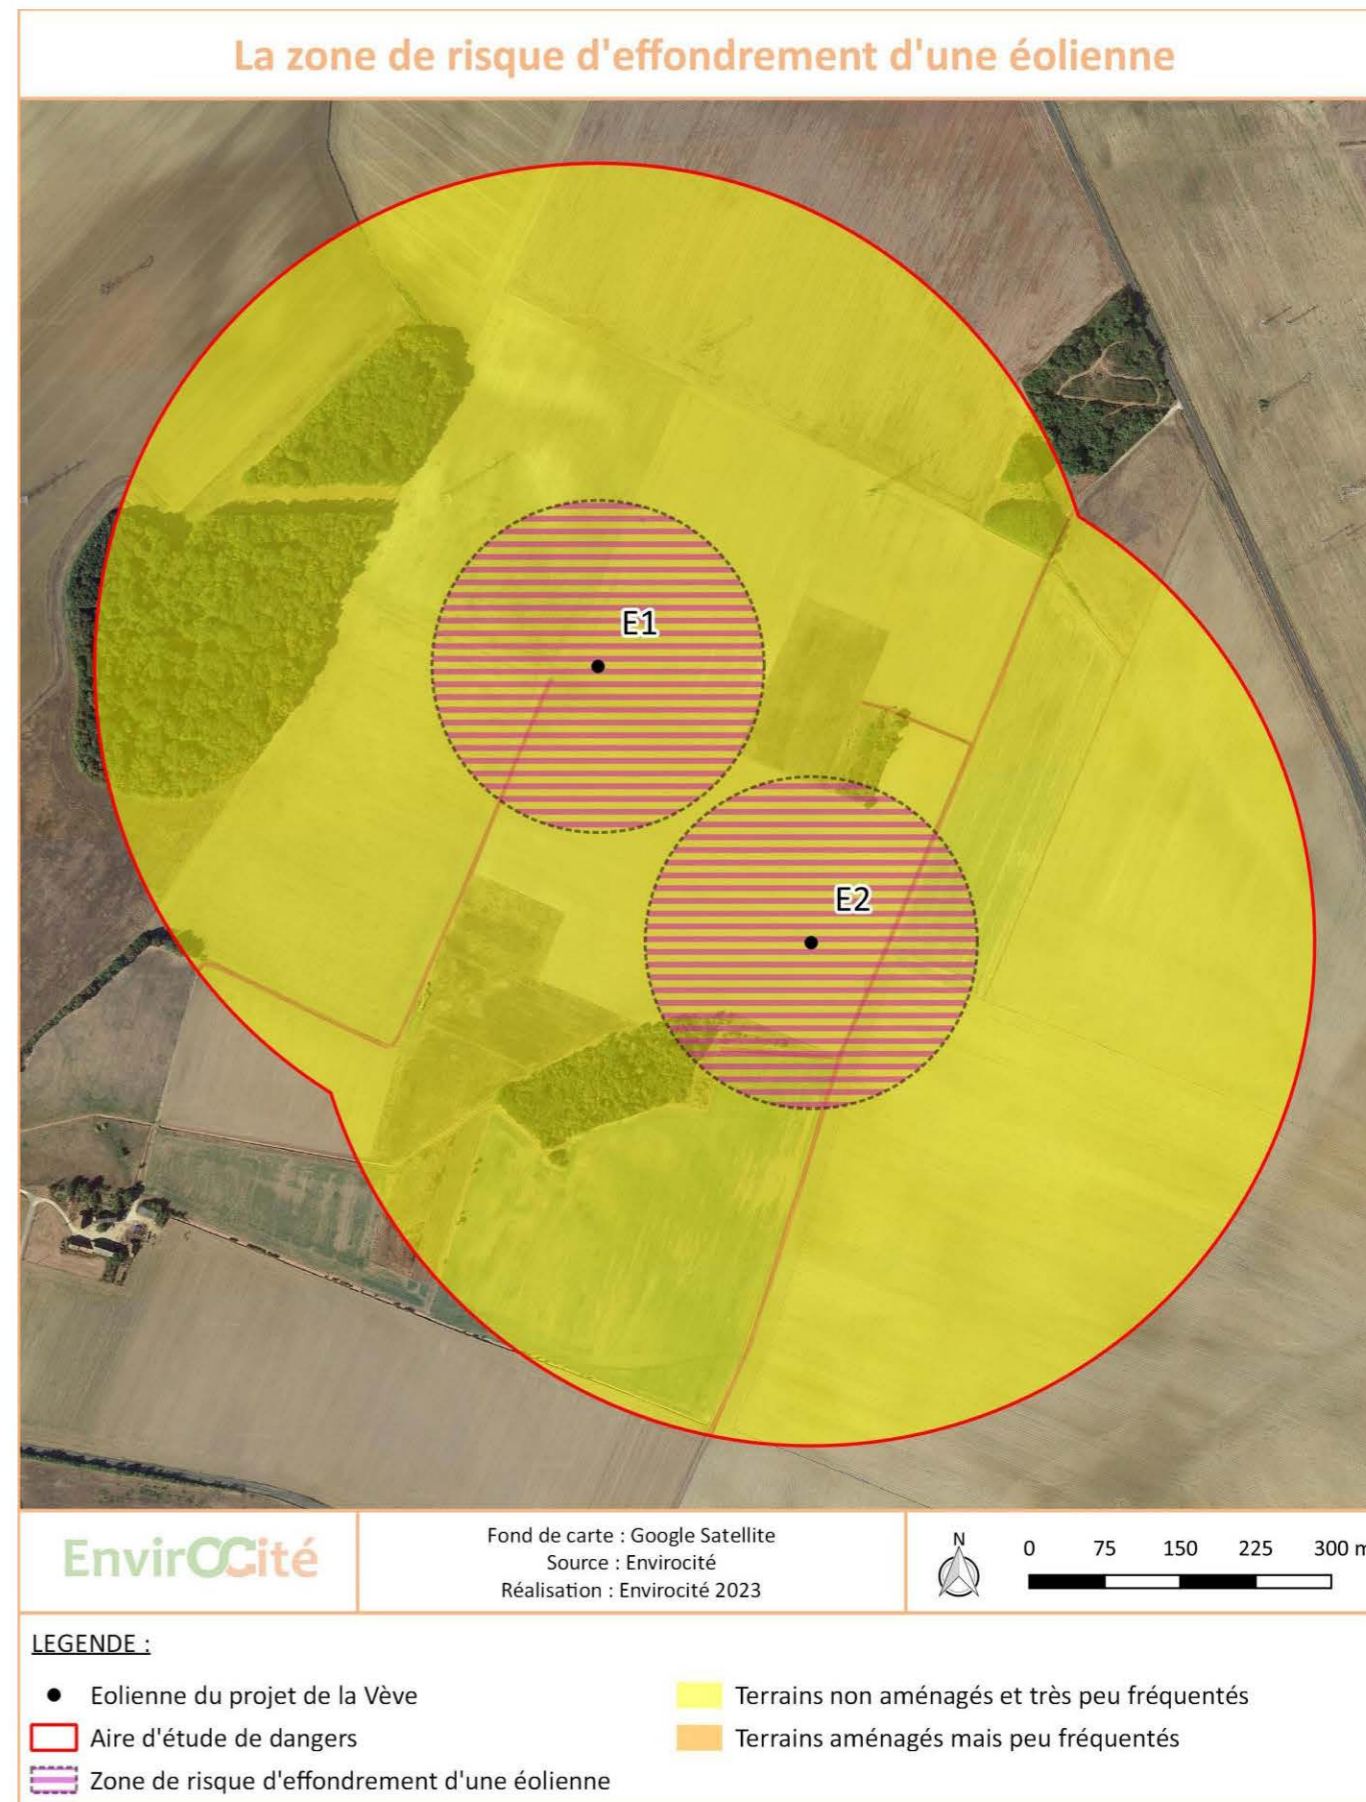 La zone de risque d'effondrement d'une éolienne
E1
E2
EnvirOCité
Fond de carte : Google Satellite
Source : Envirocité
Réalisation : Envirocité 2023
N
0 75 150 225 300 m
LEGENDE :
Eolienne du projet de la Vève
Aire d'étude de dangers
Zone de risque d'effondrement d'une éolienne
Terrains non aménagés et très peu fréquentés
Terrains aménagés mais peu fréquentés